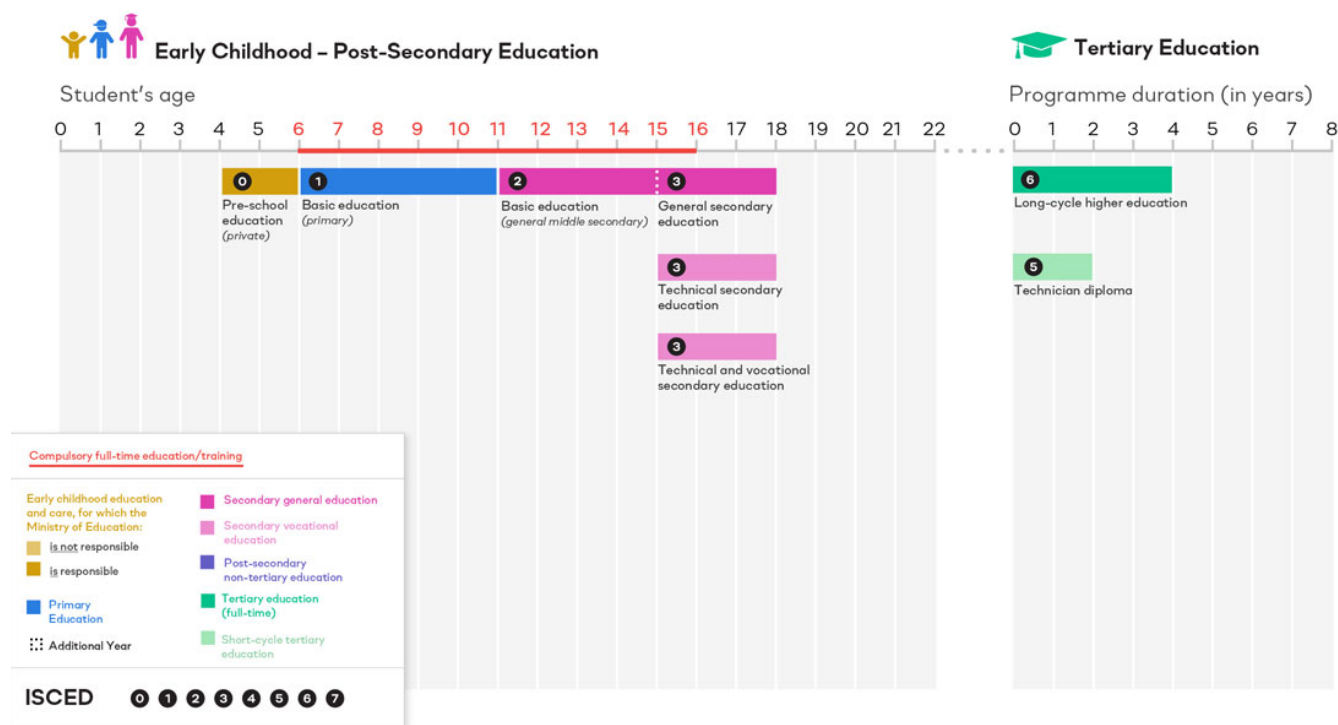 Early Childhood – Post-Secondary Education
Tertiary Education
Student's age
Programme duration (in years)
0 1 2 3 4 5 6 7 8 9 10 11 12 13 14 15 16 17 18 19 20 21 22
0 1 2 3 4 5 6 7 8
0
Pre-school
education
(private)
1
Basic education
(primary)
2
Basic education
(general middle secondary)
3
General secondary
education
3
Technical secondary
education
3
Technical and vocational
secondary education
6
Long-cycle higher education
5
Technician diploma
Compulsory full-time education/training
Early childhood education
and care, for which the
Ministry of Education:
is not responsible
is responsible
Primary
Education
Additional Year
Secondary general education
Secondary vocational
education
Post-secondary
non-tertiary education
Tertiary education
(full-time)
Short-cycle tertiary
education
ISCED 0 1 2 3 4 5 6 7